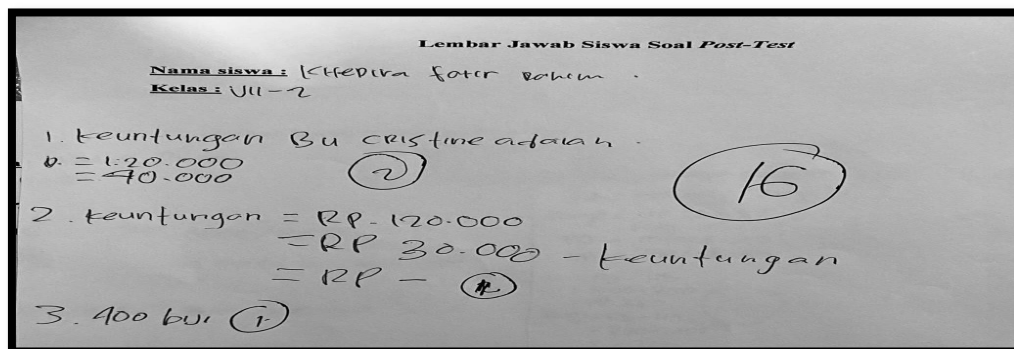 Lembar Jawab Siswa Soal Post-Test
Nama siswa : Khedira Fatir Rahim .
Kelas : VII-2
1. keuntungan Bu Cristine adalah .
= 120.000
= 40.000
2
16
2. keuntungan = RP. 120.000
= RP 30.000 - keuntungan
= RP -
3. 400 bui 1